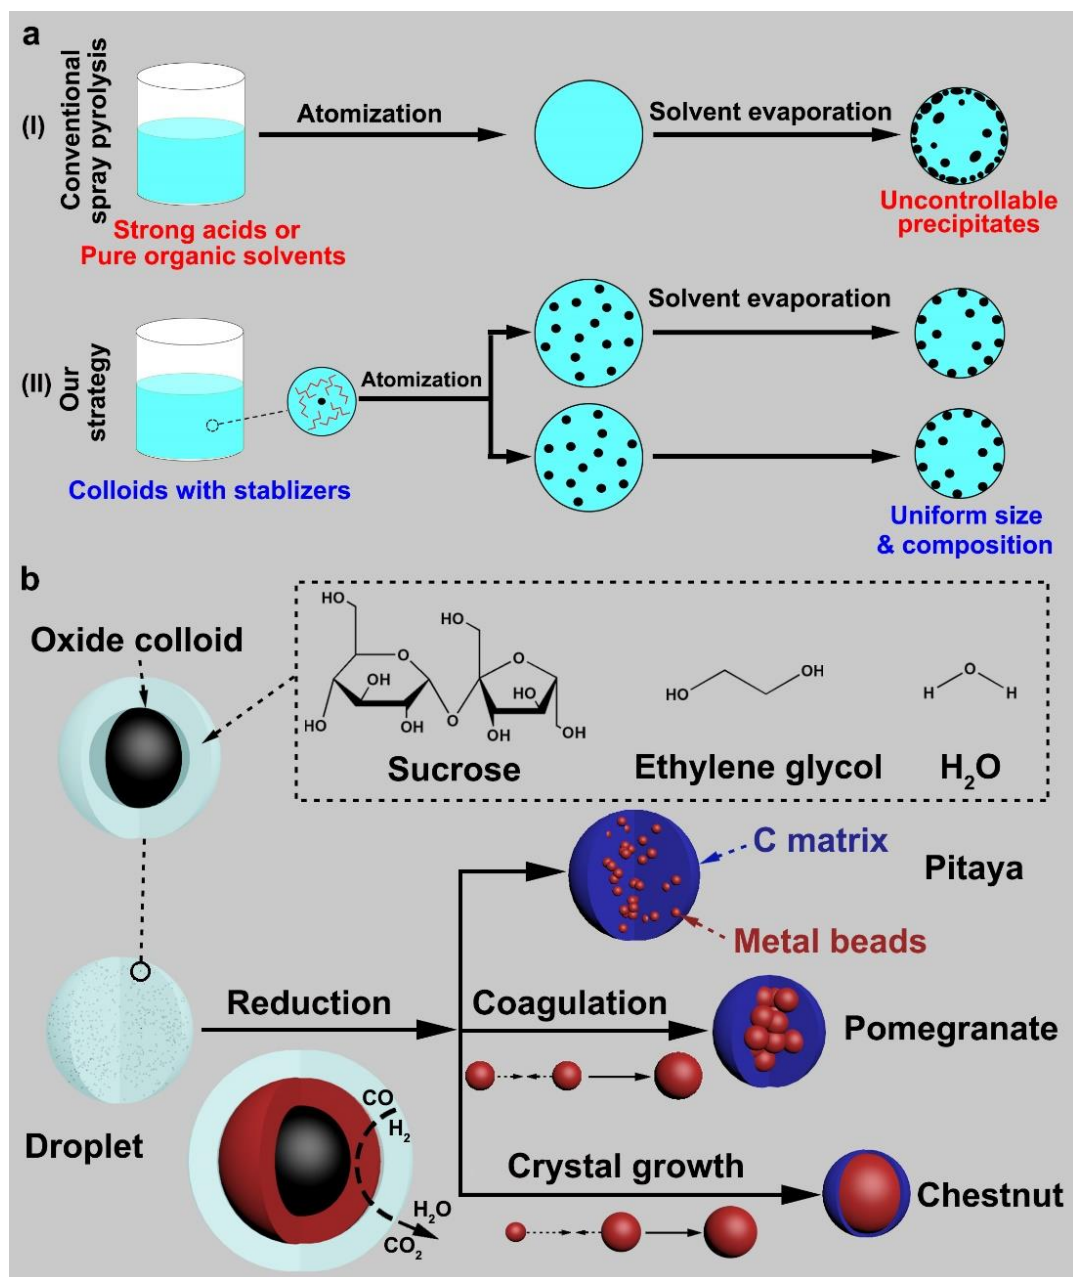 a
(I)
Conventional
spray pyrolysis
Atomization
Solvent evaporation
Strong acids or
Pure organic solvents
Uncontrollable
precipitates
(II)
Our
strategy
Atomization
Solvent evaporation
Colloids with stablizers
Uniform size
& composition
b
Oxide colloid
HO
O
OH
HO
OH
O
HO
O
HO
OH
OH
Sucrose
HO
OH
Ethylene glycol
O
H
H
H₂O
C matrix
Pitaya
Metal beads
Reduction
Coagulation
Pomegranate
Droplet
CO
H₂
H₂O
CO₂
Crystal growth
Chestnut